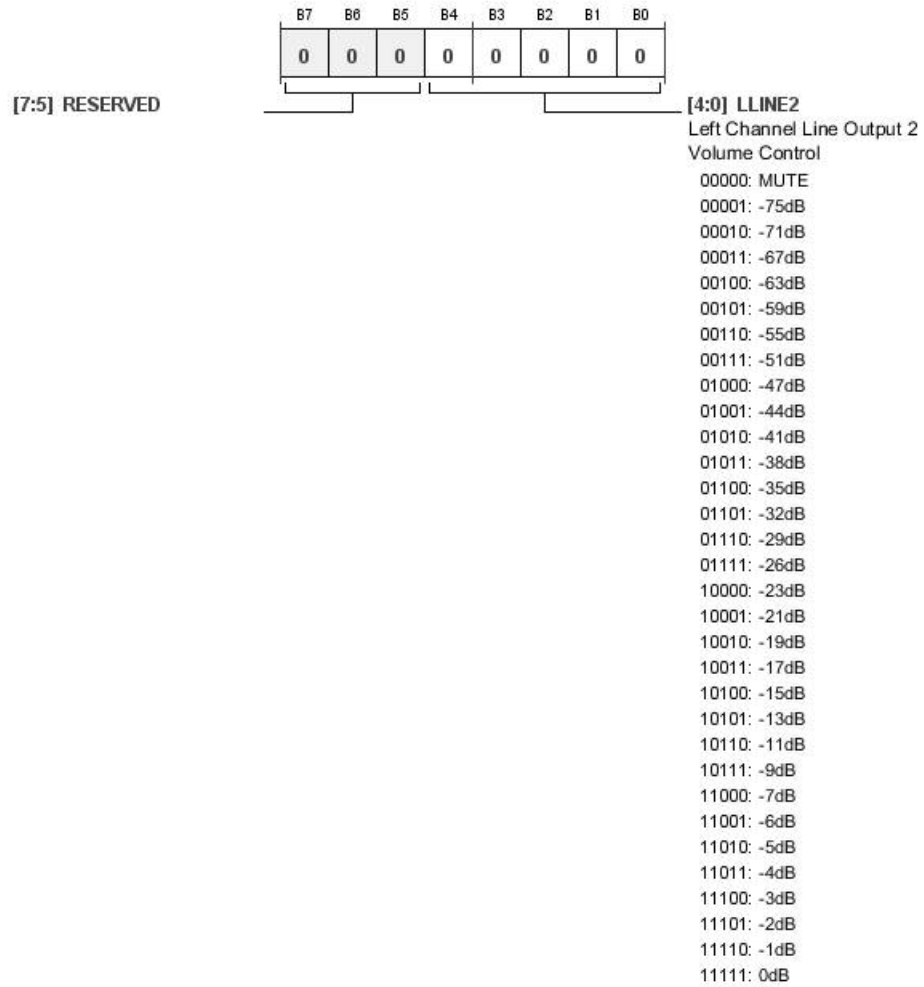 B7 B6 B5 B4 B3 B2 B1 B0
0 0 0 0 0 0 0 0
[7:5] RESERVED
[4:0] LLINE2
Left Channel Line Output 2
Volume Control
00000: MUTE
00001: -75dB
00010: -71dB
00011: -67dB
00100: -63dB
00101: -59dB
00110: -55dB
00111: -51dB
01000: -47dB
01001: -44dB
01010: -41dB
01011: -38dB
01100: -35dB
01101: -32dB
01110: -29dB
01111: -26dB
10000: -23dB
10001: -21dB
10010: -19dB
10011: -17dB
10100: -15dB
10101: -13dB
10110: -11dB
10111: -9dB
11000: -7dB
11001: -6dB
11010: -5dB
11011: -4dB
11100: -3dB
11101: -2dB
11110: -1dB
11111: 0dB